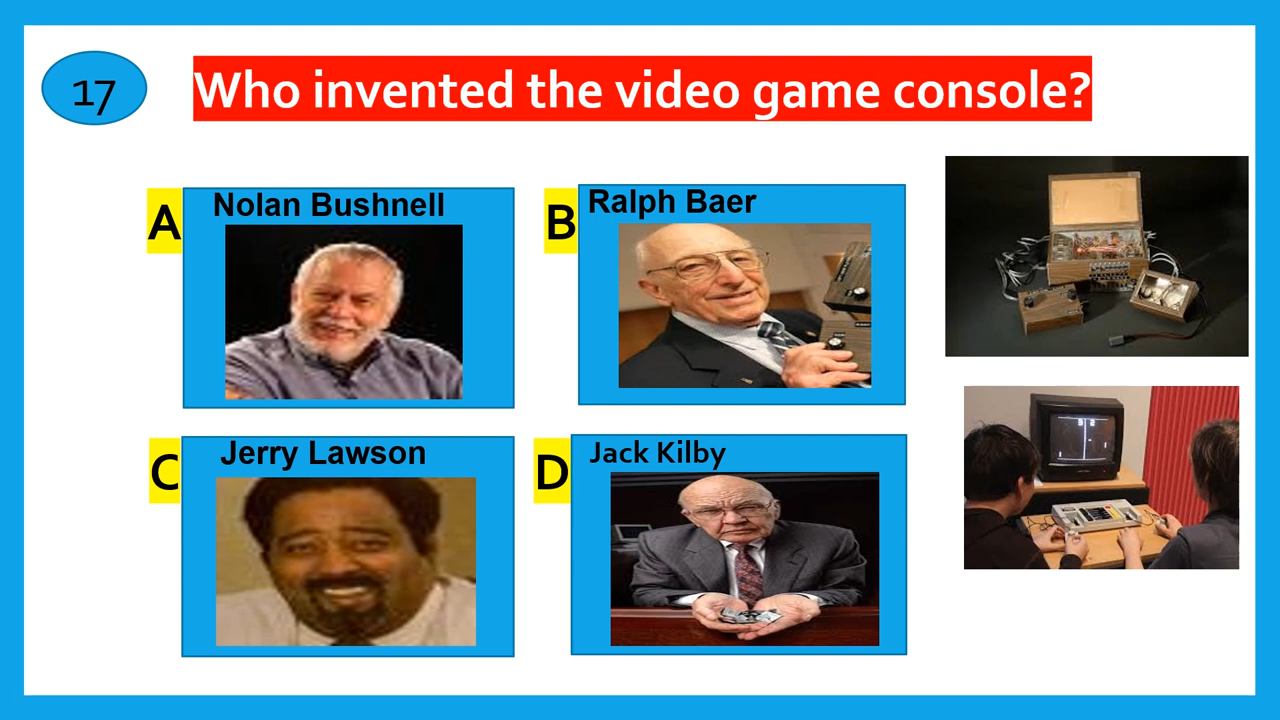 17
Who invented the video game console?
A
Nolan Bushnell
B
Ralph Baer
C
Jerry Lawson
D
Jack Kilby